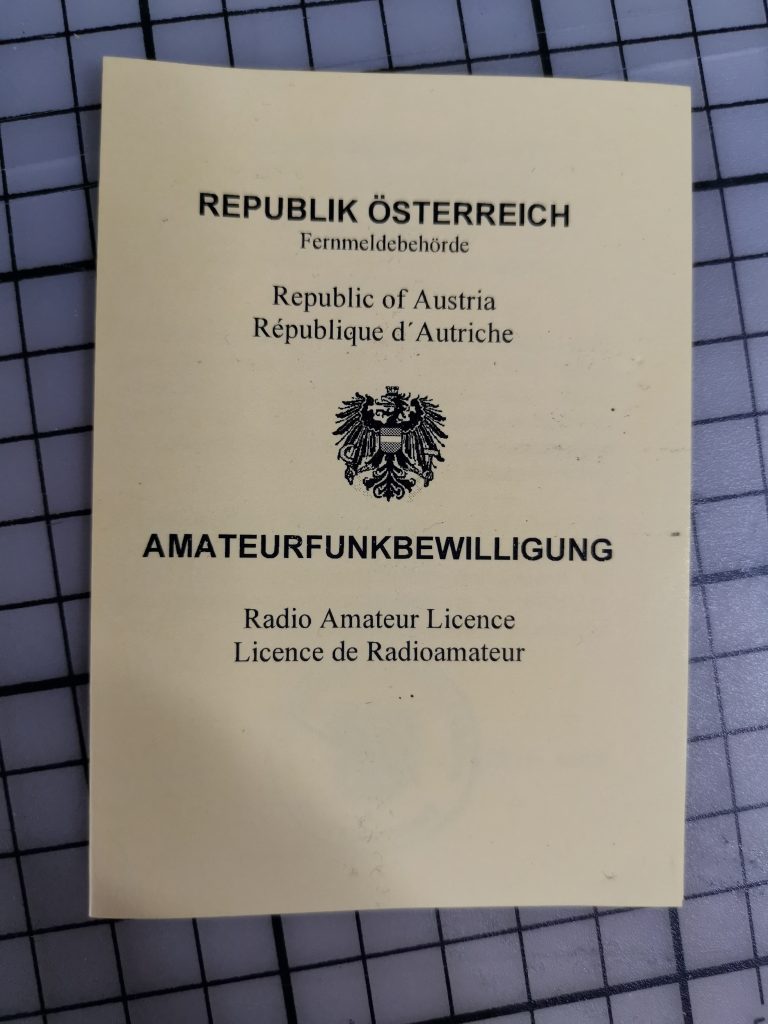 REPUBLIK ÖSTERREICH
Fernmeldebehörde
Republic of Austria
République d´Autriche
AMATEURFUNKBEWILLIGUNG
Radio Amateur Licence
Licence de Radioamateur